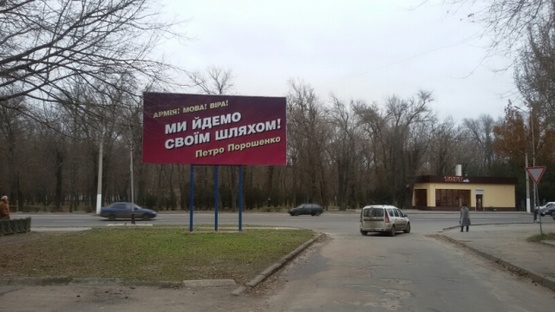 АРМІЯ! МОВА! ВІРА!
МИ ЙДЕМО
СВОЇМ ШЛЯХОМ!
Петро Порошенко